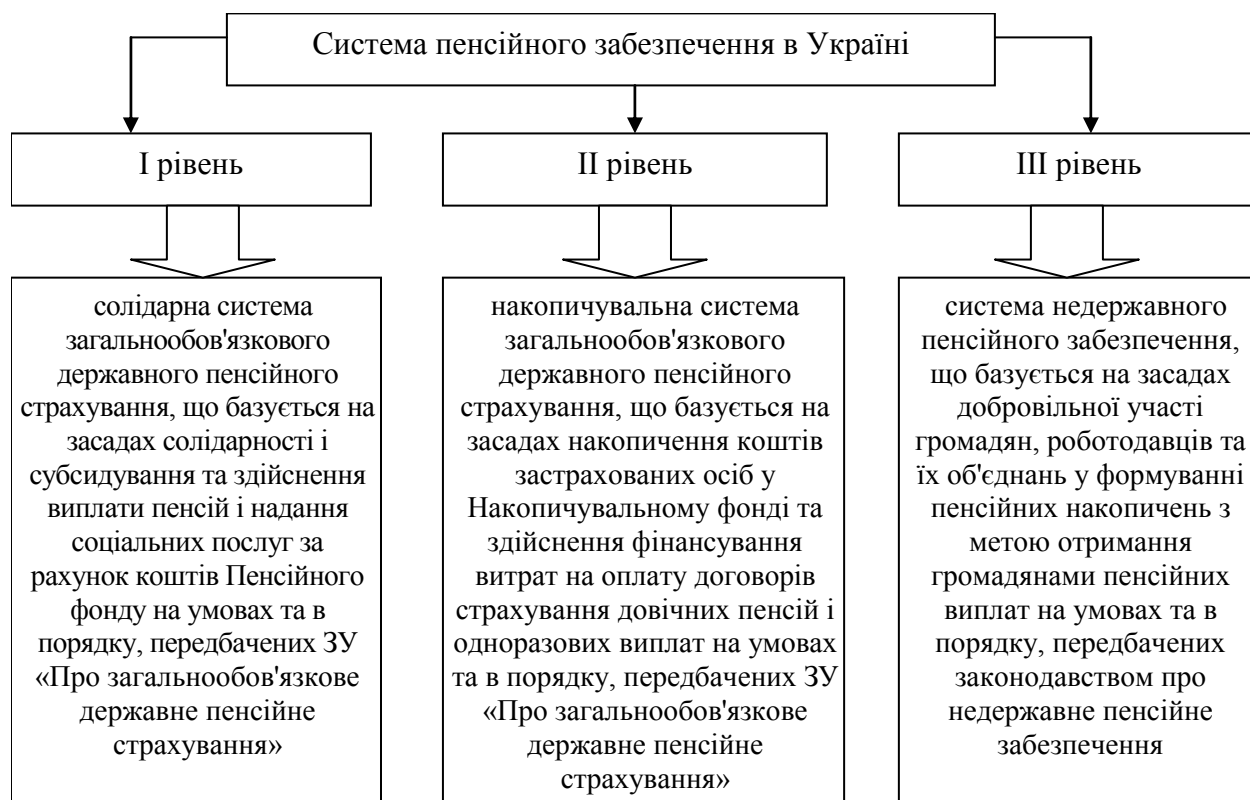 Система пенсійного забезпечення в Україні
I рівень
II рівень
III рівень
солідарна система
загальнообов'язкового
державного пенсійного
страхування, що базується на
засадах солідарності і
субсидування та здійснення
виплати пенсій і надання
соціальних послуг за
рахунок коштів Пенсійного
фонду на умовах та в
порядку, передбачених ЗУ
«Про загальнообов'язкове
державне пенсійне
страхування»
накопичувальна система
загальнообов'язкового
державного пенсійного
страхування, що базується на
засадах накопичення коштів
застрахованих осіб у
Накопичувальному фонді та
здійснення фінансування
витрат на оплату договорів
страхування довічних пенсій і
одноразових виплат на умовах
та в порядку, передбачених ЗУ
«Про загальнообов'язкове
державне пенсійне
страхування»
система недержавного
пенсійного забезпечення,
що базується на засадах
добровільної участі
громадян, роботодавців та
їх об'єднань у формуванні
пенсійних накопичень з
метою отримання
громадянами пенсійних
виплат на умовах та в
порядку, передбачених
законодавством про
недержавне пенсійне
забезпечення